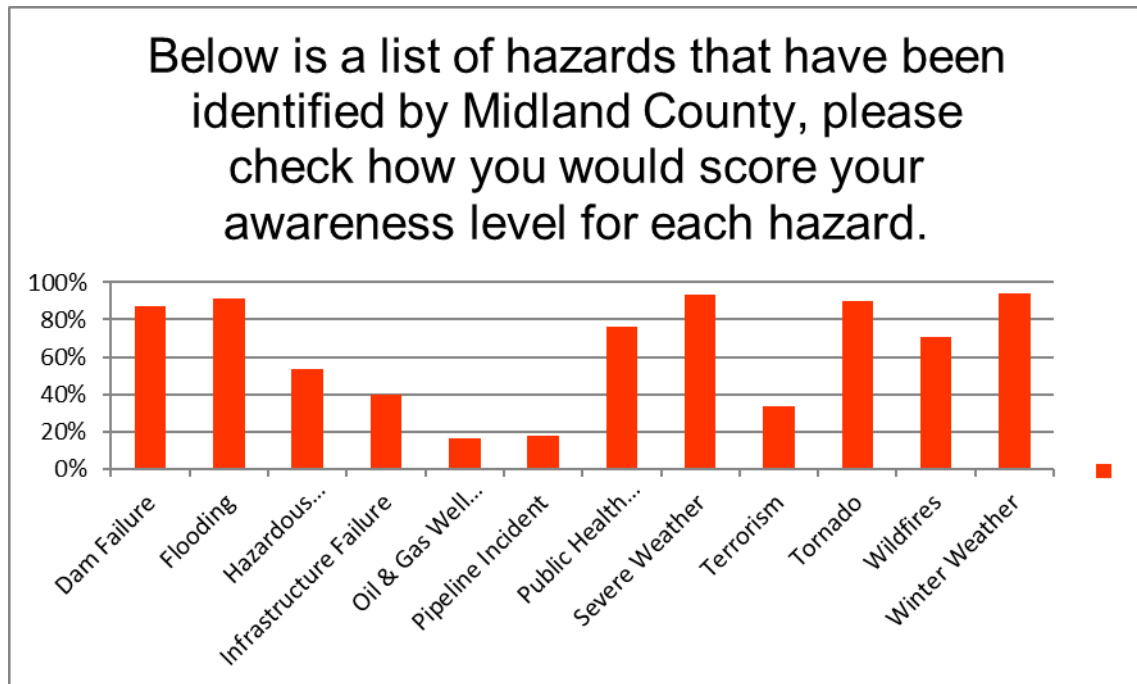 Below is a list of hazards that have been
identified by Midland County, please
check how you would score your
awareness level for each hazard.
100%
80%
60%
40%
20%
0%
Dam Failure
Flooding
Hazardous...
Infrastructure Failure
Oil & Gas Well...
Pipeline Incident
Public Health...
Severe Weather
Terrorism
Tornado
Wildfires
Winter Weather